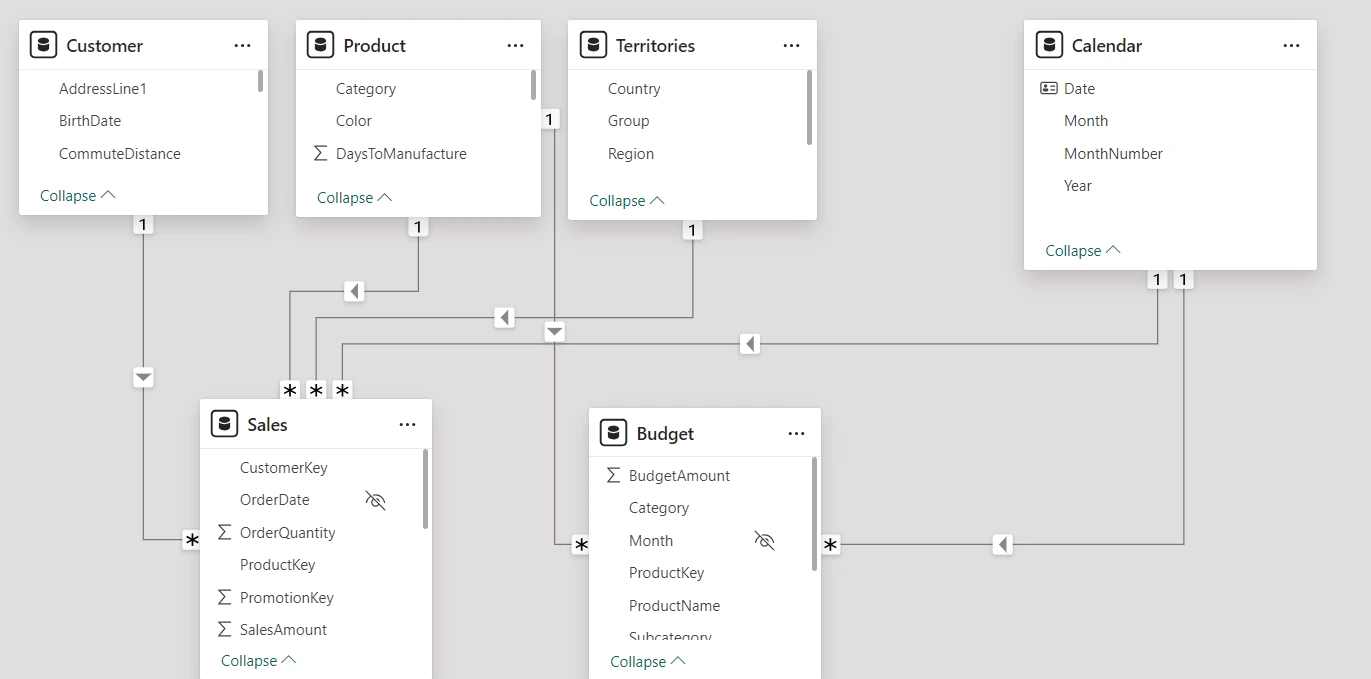 Customer
...
AddressLine1
BirthDate
CommuteDistance
Collapse
1
Product
...
Category
Color
DaysToManufacture
Collapse
1
1
Territories
...
Country
Group
Region
Collapse
1
Calendar
...
Date
Month
MonthNumber
Year
Collapse
1 1
* * *
*
Sales
...
CustomerKey
OrderDate
∑ OrderQuantity
ProductKey
∑ PromotionKey
∑ SalesAmount
Collapse
*
Budget
...
∑ BudgetAmount
Category
Month
ProductKey
ProductName
Subcategory
Collapse
*